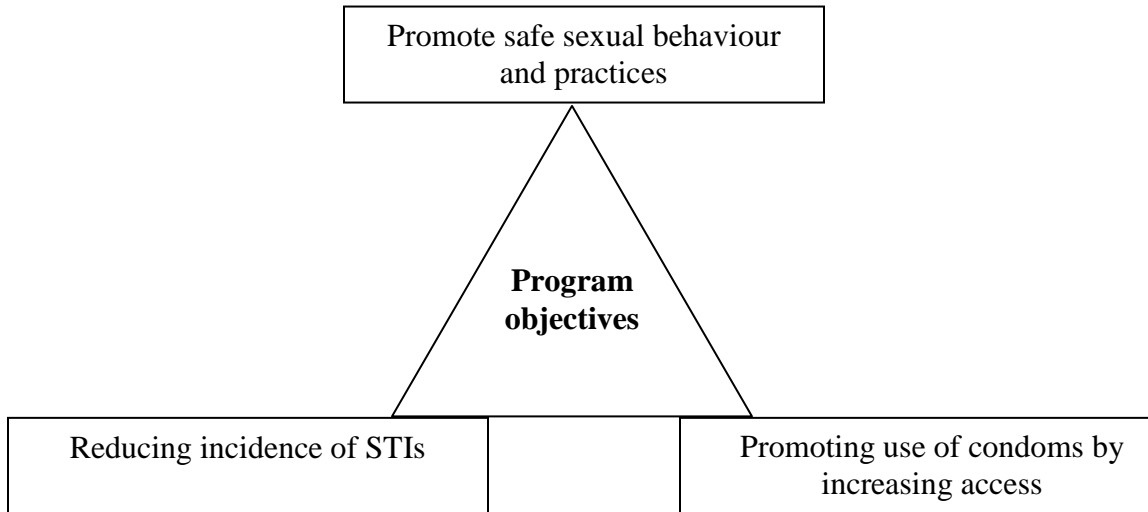 Promote safe sexual behaviour
and practices
Program
objectives
Reducing incidence of STIs
Promoting use of condoms by
increasing access